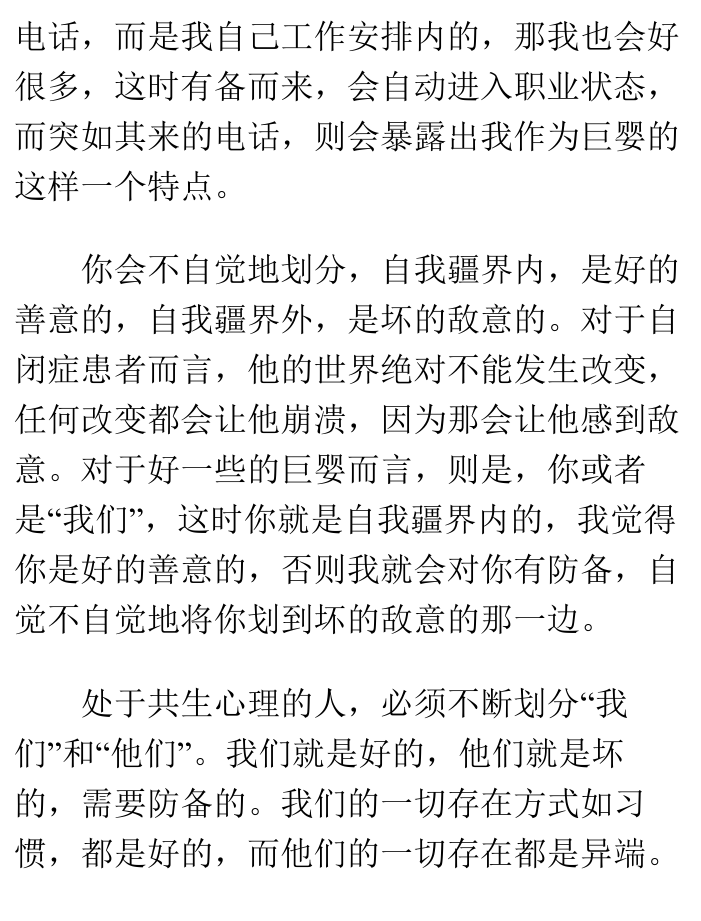 电话，而是我自己工作安排内的，那我也会好
很多，这时有备而来，会自动进入职业状态，
而突如其来的电话，则会暴露出我作为巨婴的
这样一个特点。
你会不自觉地划分，自我疆界内，是好的
善意的，自我疆界外，是坏的敌意的。对于自
闭症患者而言，他的世界绝对不能发生改变，
任何改变都会让他崩溃，因为那会让他感到敌
意。对于好一些的巨婴而言，则是，你或者
是“我们”，这时你就是自我疆界内的，我觉得
你是好的善意的，否则我就会对你有防备，自
觉不自觉地将你划到坏的敌意的那一边。
处于共生心理的人，必须不断划分“我
们”和“他们”。我们就是好的，他们就是坏
的，需要防备的。我们的一切存在方式如习
惯，都是好的，而他们的一切存在都是异端。